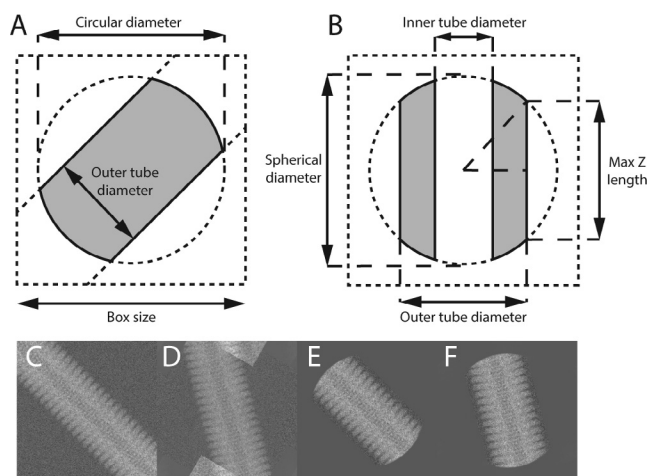 A
Circular diameter
Outer tube
diameter
Box size
B
Inner tube diameter
Spherical
diameter
Max Z
length
Outer tube diameter
C
D
E
F